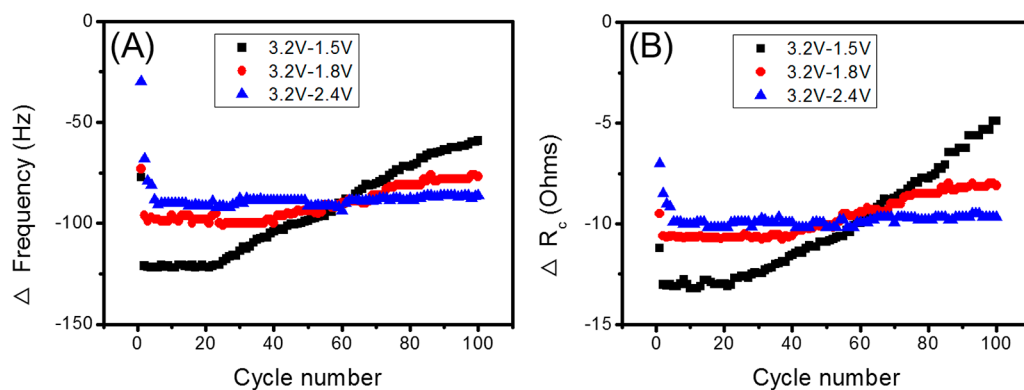 (A)
3.2V-1.5V
3.2V-1.8V
3.2V-2.4V
0
-50
-100
-150
△ Frequency (Hz)
0 20 40 60 80 100
Cycle number
(B)
3.2V-1.5V
3.2V-1.8V
3.2V-2.4V
0
-5
-10
-15
△ Rc (Ohms)
0 20 40 60 80 100
Cycle number